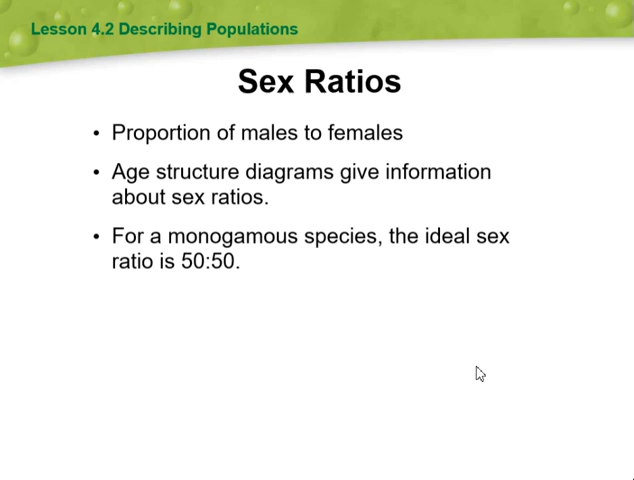 Lesson 4.2 Describing Populations
Sex Ratios
• Proportion of males to females
• Age structure diagrams give information
about sex ratios.
• For a monogamous species, the ideal sex
ratio is 50:50.